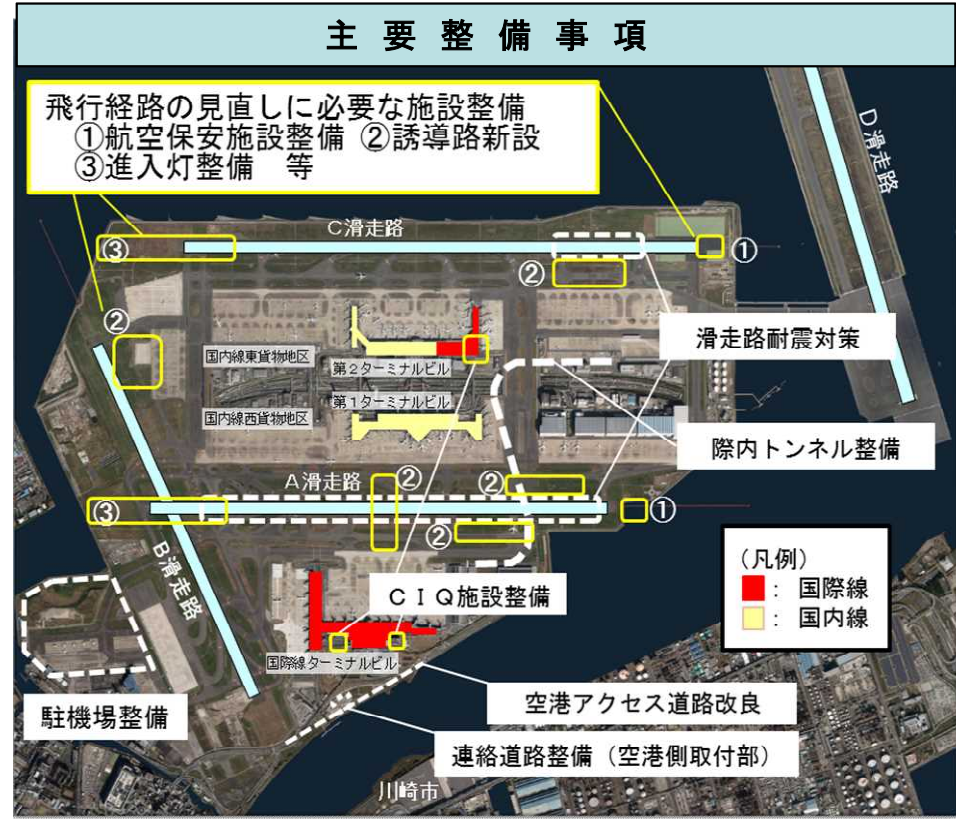 主要整備事項
飛行経路の見直しに必要な施設整備
①航空保安施設整備 ②誘導路新設
③進入灯整備 等
D滑走路
C滑走路
③
①
②
②
滑走路耐震対策
国内線東貨物地区
第2ターミナルビル
第1ターミナルビル
国内線西貨物地区
際内トンネル整備
A滑走路
②
②
③
①
②
B滑走路
(凡例)
: 国際線
: 国内線
CIQ施設整備
国際線ターミナルビル
空港アクセス道路改良
駐機場整備
連絡道路整備(空港側取付部)
川崎市